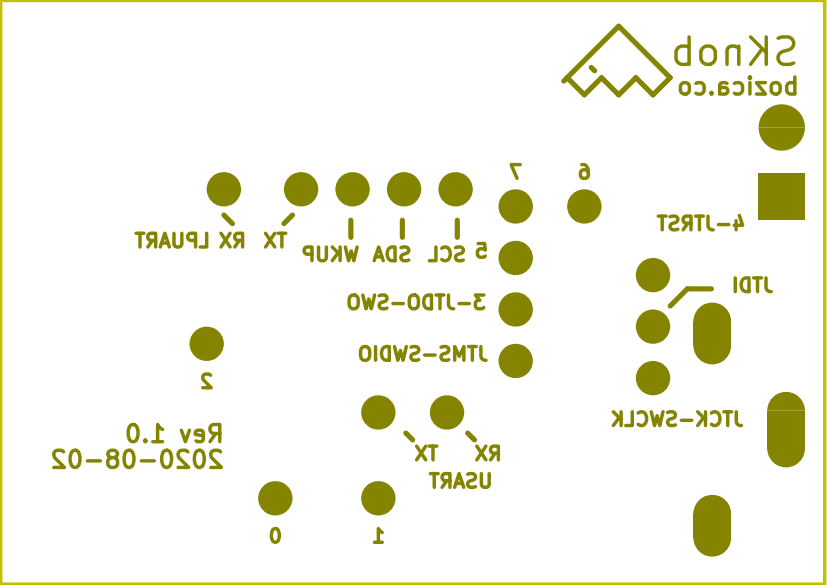 SKnob
bozica.co
7
6
4-JTRST
LPUART RX
TX
WKUP
SDA
SCL
5
JTDI
3-JTDO-SWO
JTMS-SWDIO
2
JTCK-SWCLK
Rev 1.0
2020-08-02
TX
RX
USART
0
1